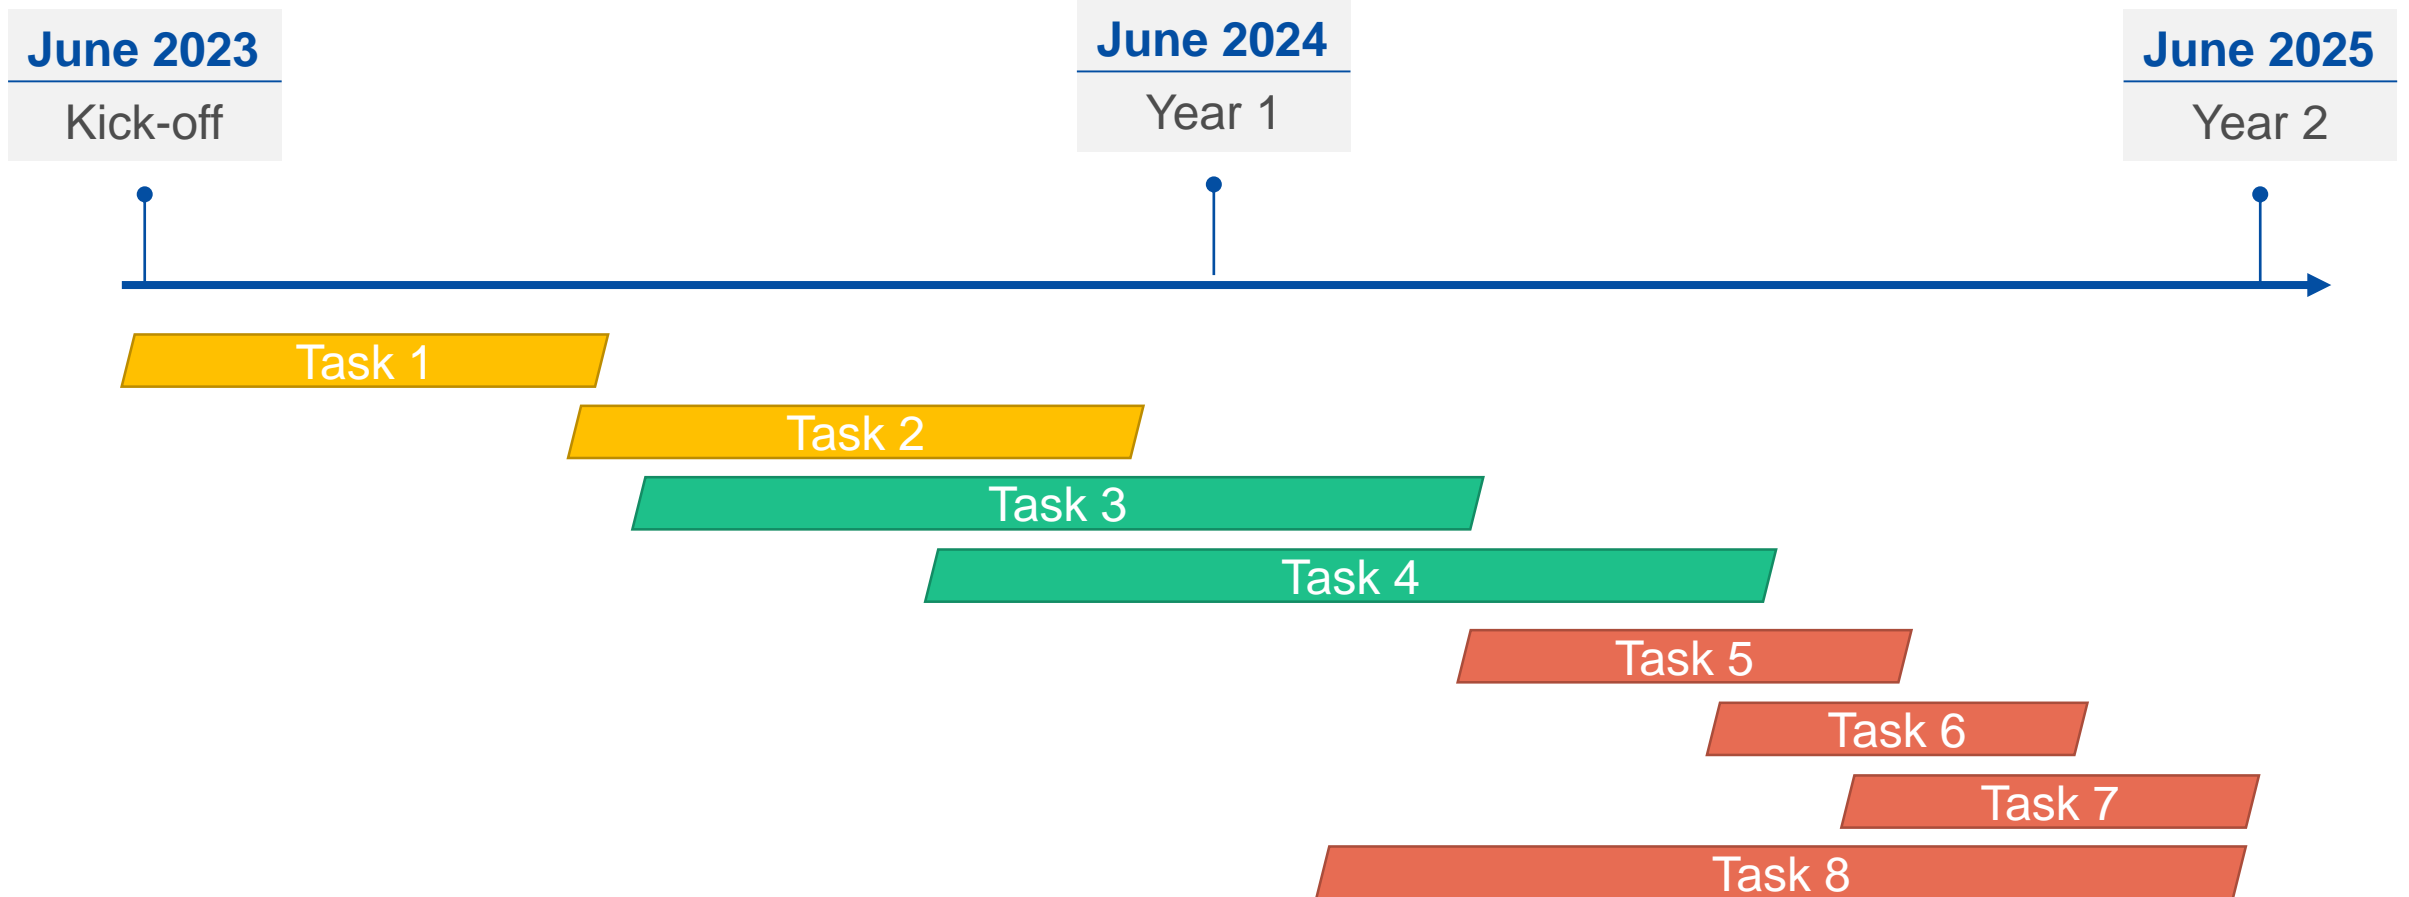 June 2023
Kick-off
June 2024
Year 1
June 2025
Year 2
Task 1
Task 2
Task 3
Task 4
Task 5
Task 6
Task 7
Task 8